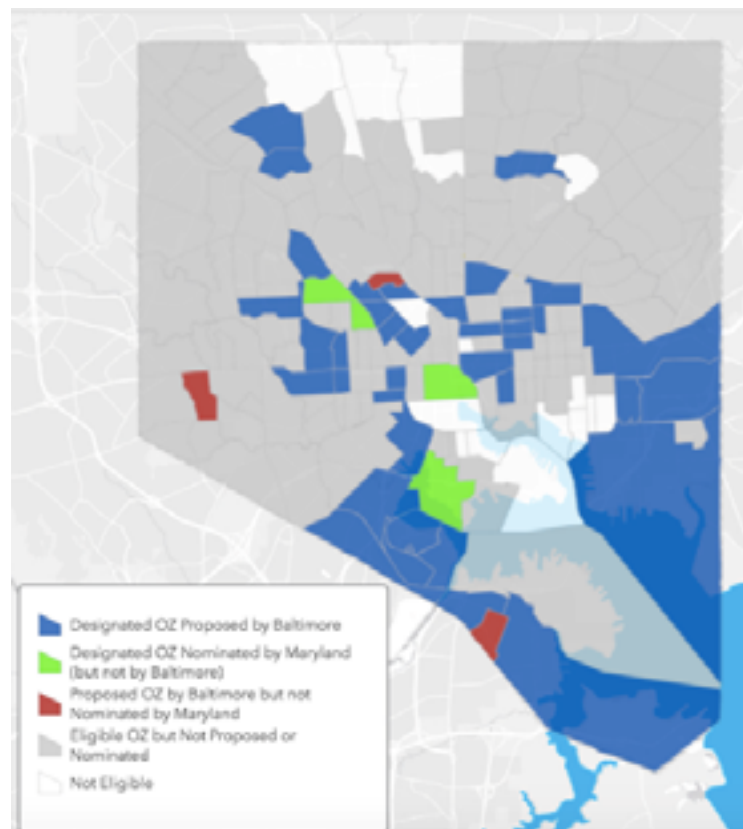 Designated OZ Proposed by Baltimore
Designated OZ Nominated by Maryland
(but not by Baltimore)
Proposed OZ by Baltimore but not
Nominated by Maryland
Eligible OZ but Not Proposed or
Nominated
Not Eligible